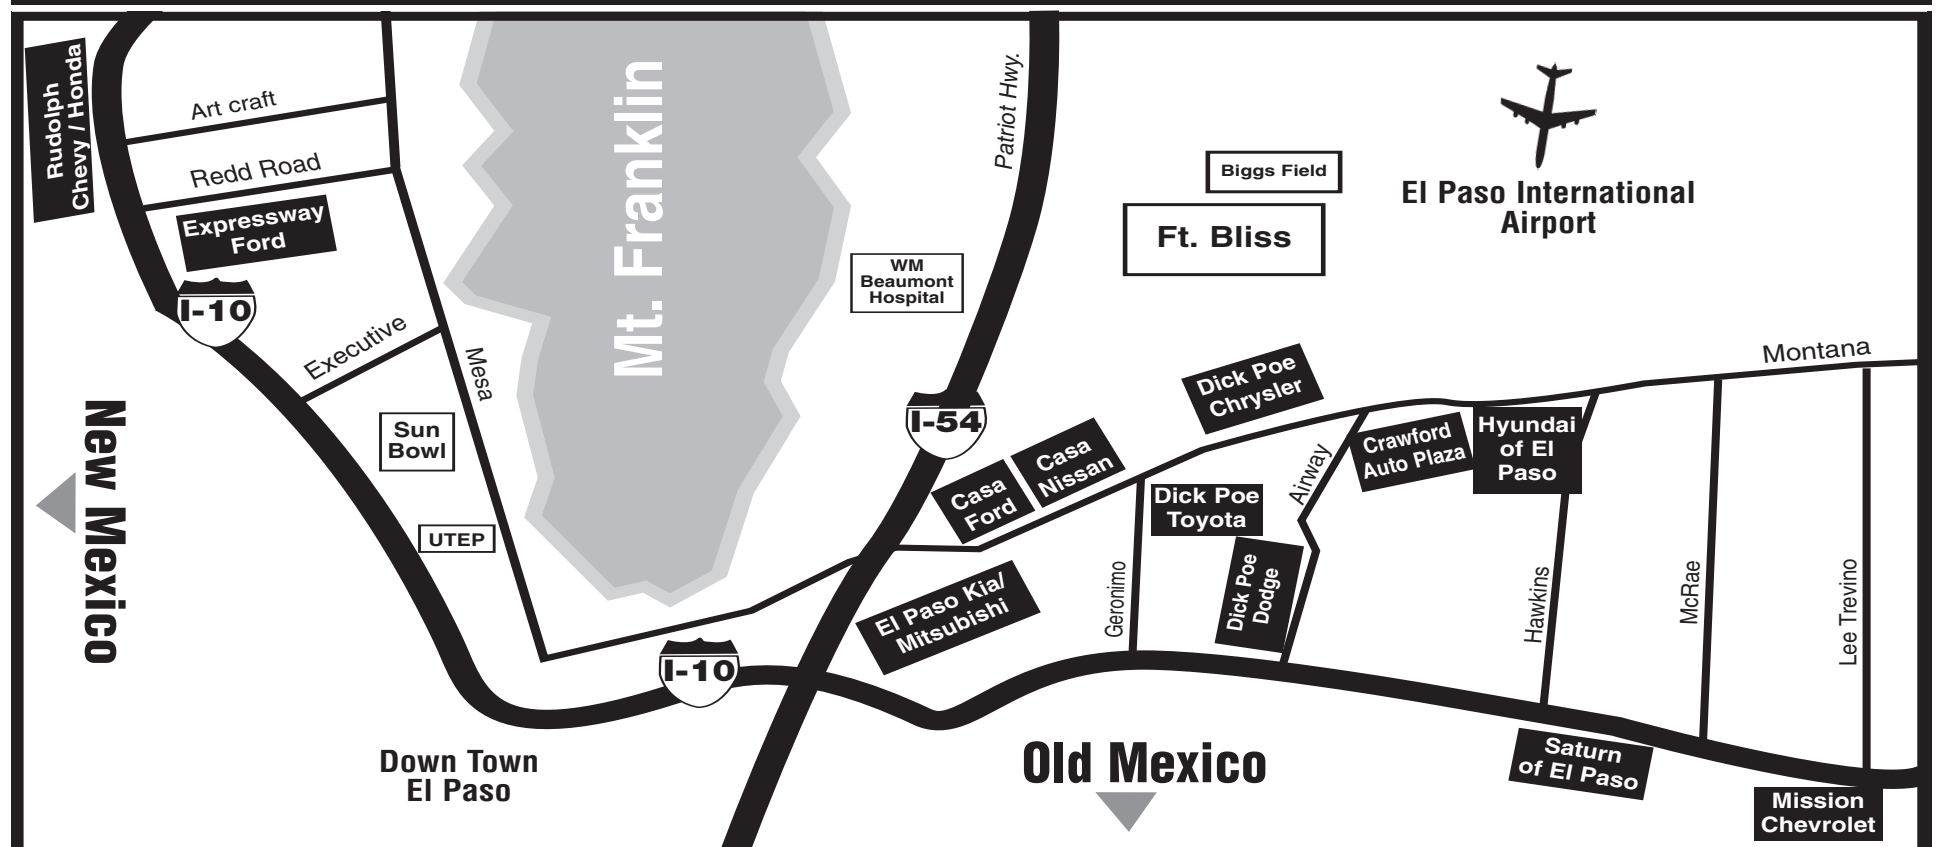 Rudolph
Chevy / Honda
Art craft
Redd Road
Expressway
Ford
I-10
Executive
Mesa
Sun
Bowl
UTEP
New Mexico
Mt. Franklin
Patriot Hwy.
WM
Beaumont
Hospital
Biggs Field
Ft. Bliss
El Paso International
Airport
I-54
Casa
Ford
Casa
Nissan
Dick Poe
Chrysler
Montana
Crawford
Auto Plaza
Hyundai
of El
Paso
Airway
Dick Poe
Toyota
Dick Poe
Dodge
Geronimo
Hawkins
McRae
Lee Trevino
El Paso Kia/
Mitsubishi
I-10
Down Town
El Paso
Old Mexico
Saturn
of El Paso
Mission
Chevrolet